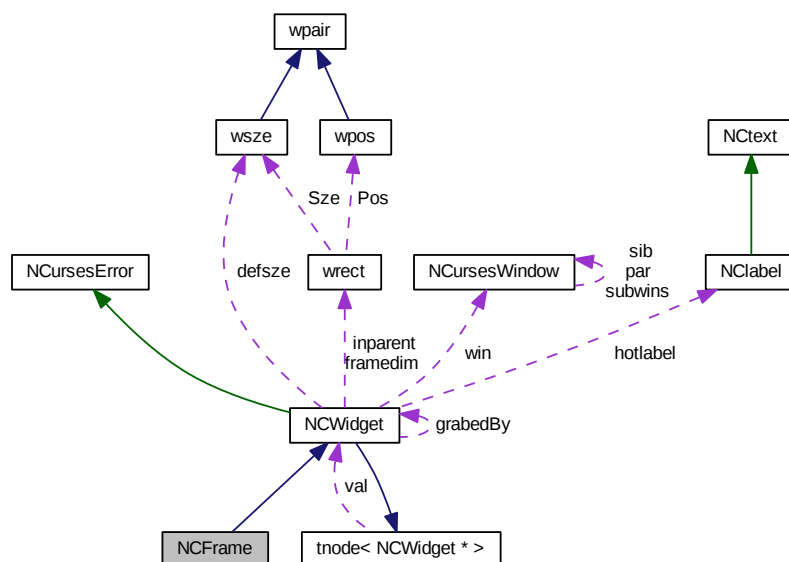 wpair
wsze
wpos
NCtext
Sze
Pos
NCursesError
defsze
wrect
NCursesWindow
sib
par
subwins
NClabel
inparent
framedim
win
hotlabel
NCWidget
grabedBy
val
NCFrame
tnode< NCWidget * >